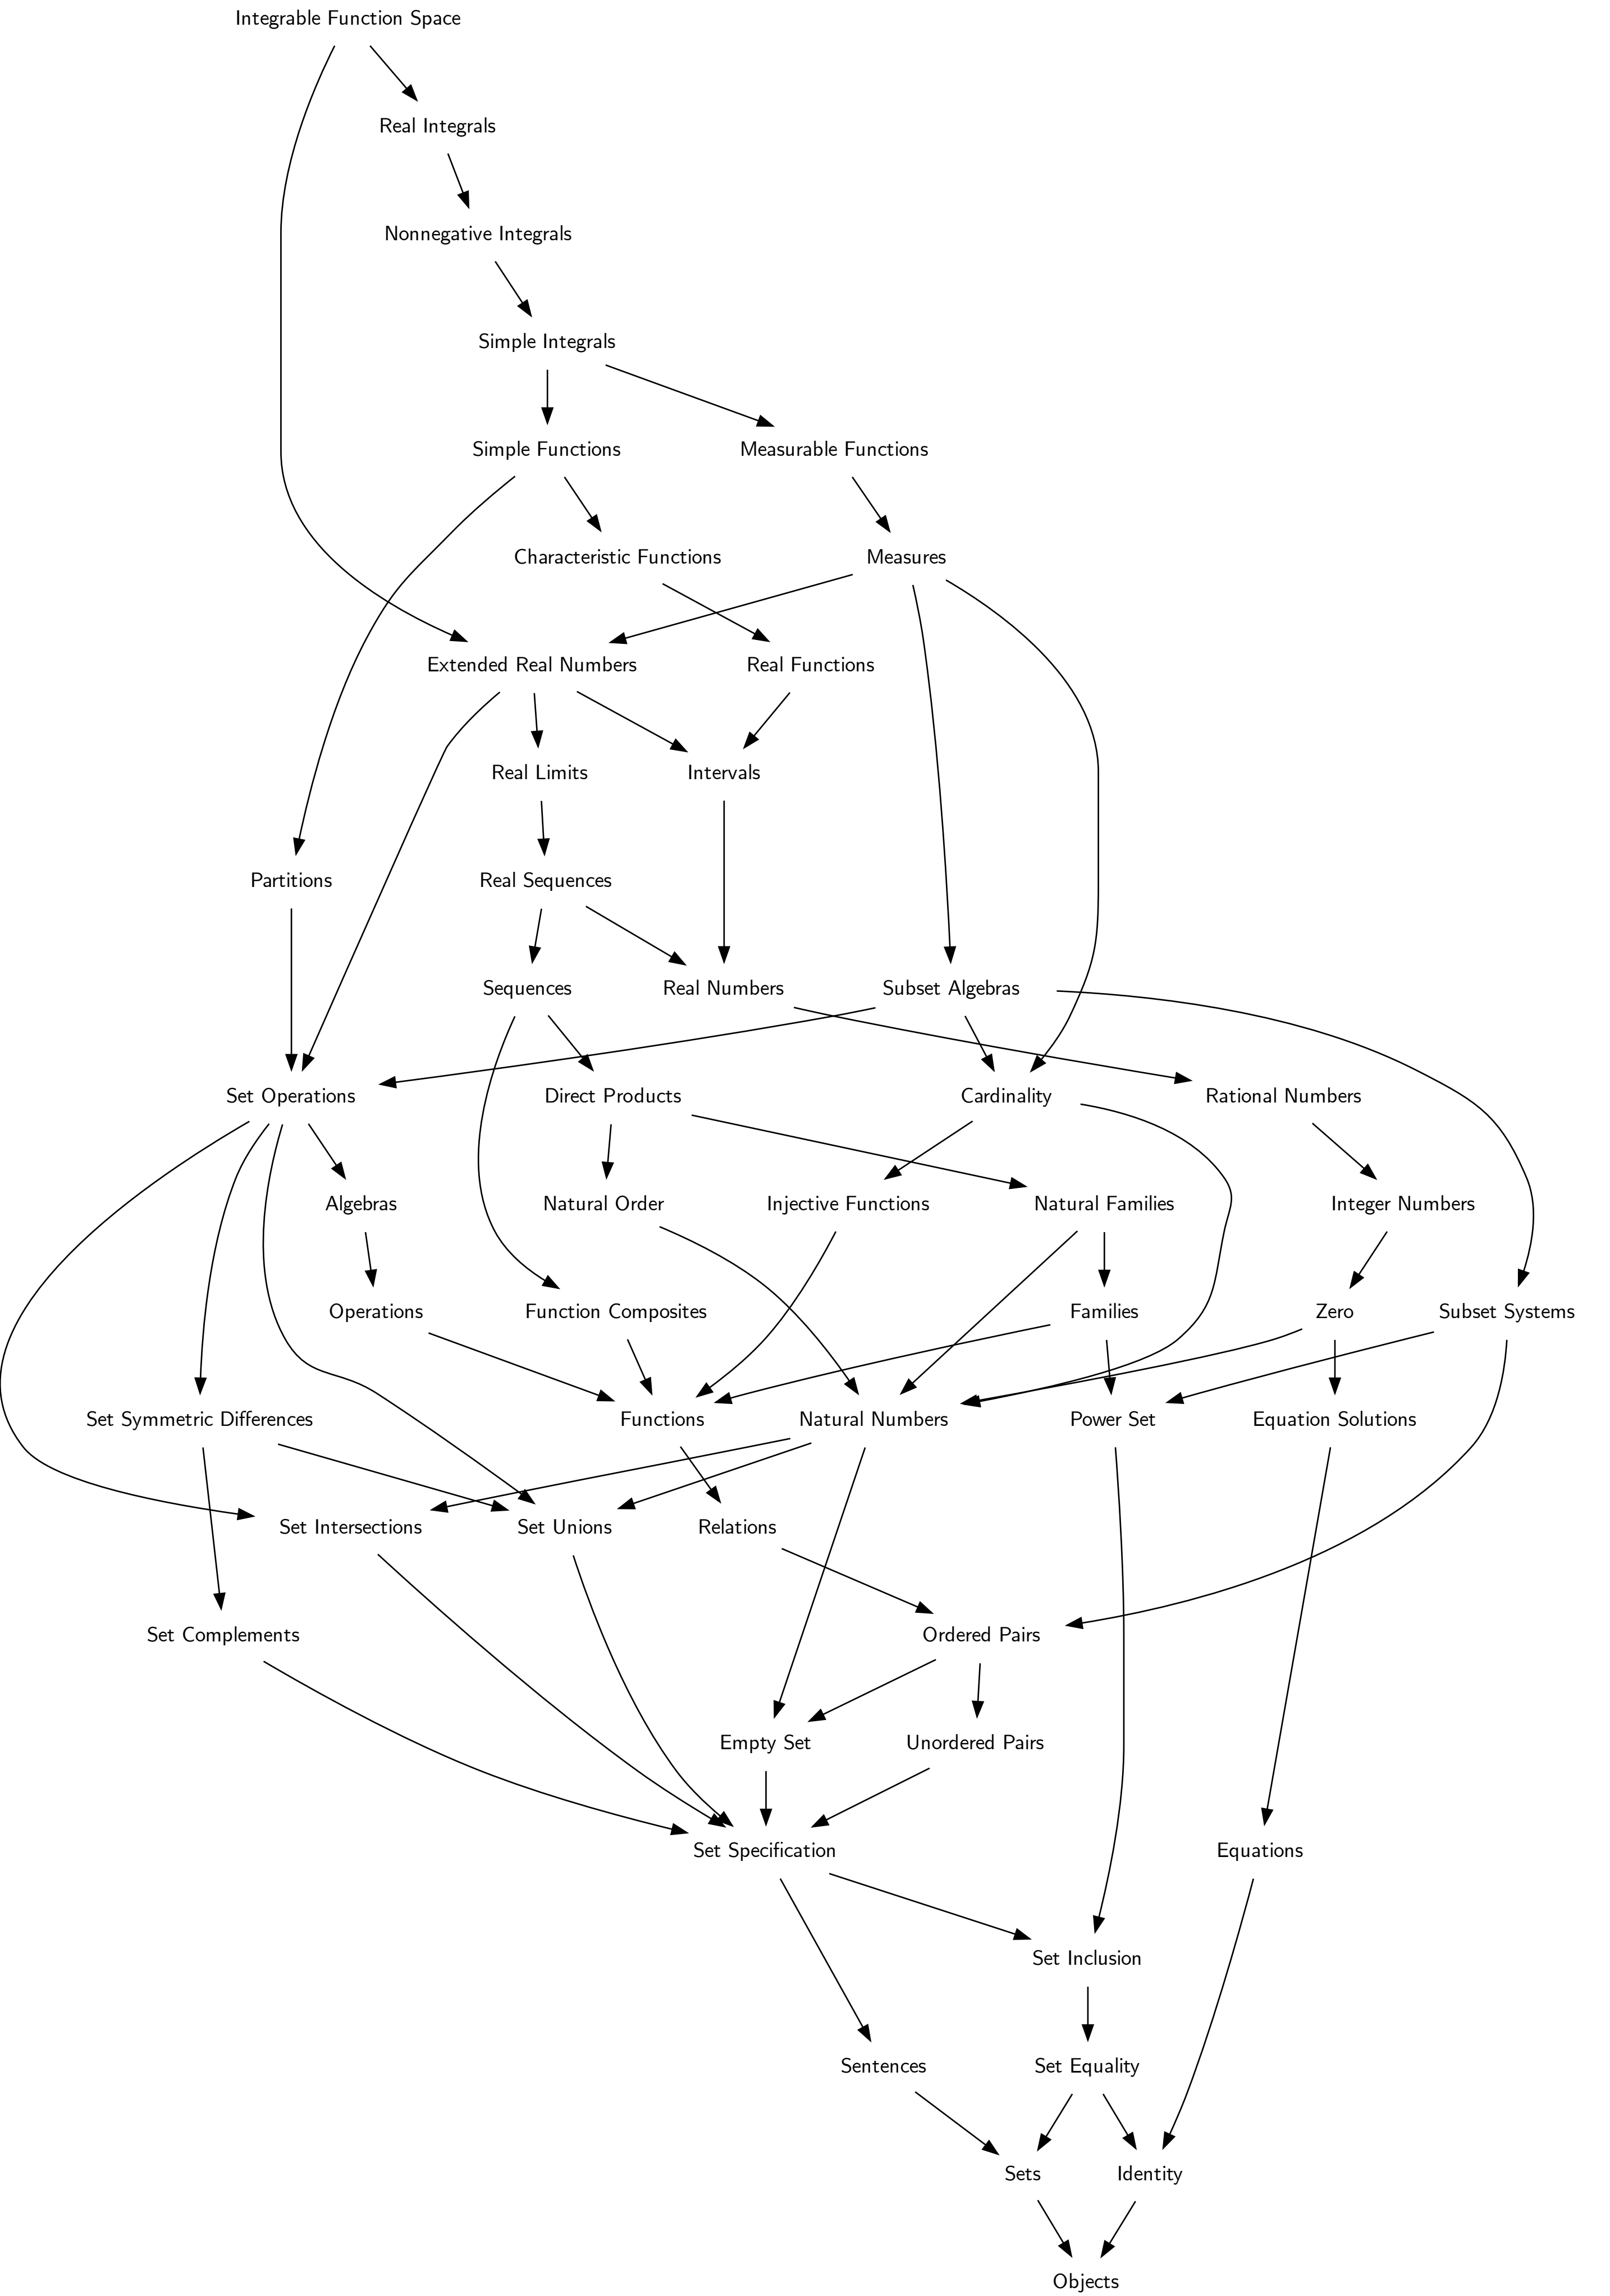 Integrable Function Space
Real Integrals
Nonnegative Integrals
Simple Integrals
Simple Functions
Measurable Functions
Characteristic Functions
Measures
Extended Real Numbers
Real Functions
Real Limits
Intervals
Partitions
Real Sequences
Sequences
Real Numbers
Subset Algebras
Set Operations
Direct Products
Cardinality
Rational Numbers
Algebras
Natural Order
Injective Functions
Natural Families
Integer Numbers
Operations
Function Composites
Families
Zero
Subset Systems
Set Symmetric Differences
Functions
Natural Numbers
Power Set
Equation Solutions
Set Intersections
Set Unions
Relations
Set Complements
Ordered Pairs
Empty Set
Unordered Pairs
Set Specification
Equations
Set Inclusion
Sentences
Set Equality
Sets
Identity
Objects